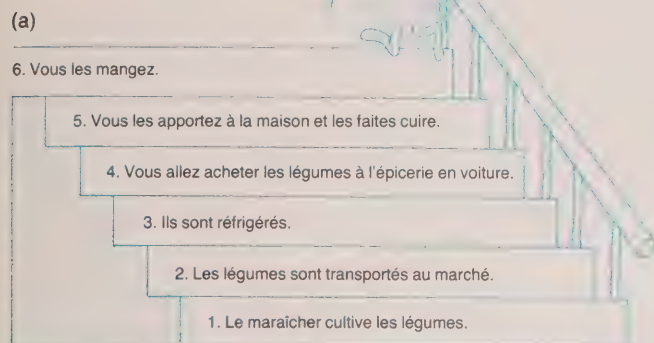 (a)
6. Vous les mangez.
5. Vous les apportez à la maison et les faites cuire.
4. Vous allez acheter les légumes à l'épicerie en voiture.
3. Ils sont réfrigérés.
2. Les légumes sont transportés au marché.
1. Le maraîcher cultive les légumes.